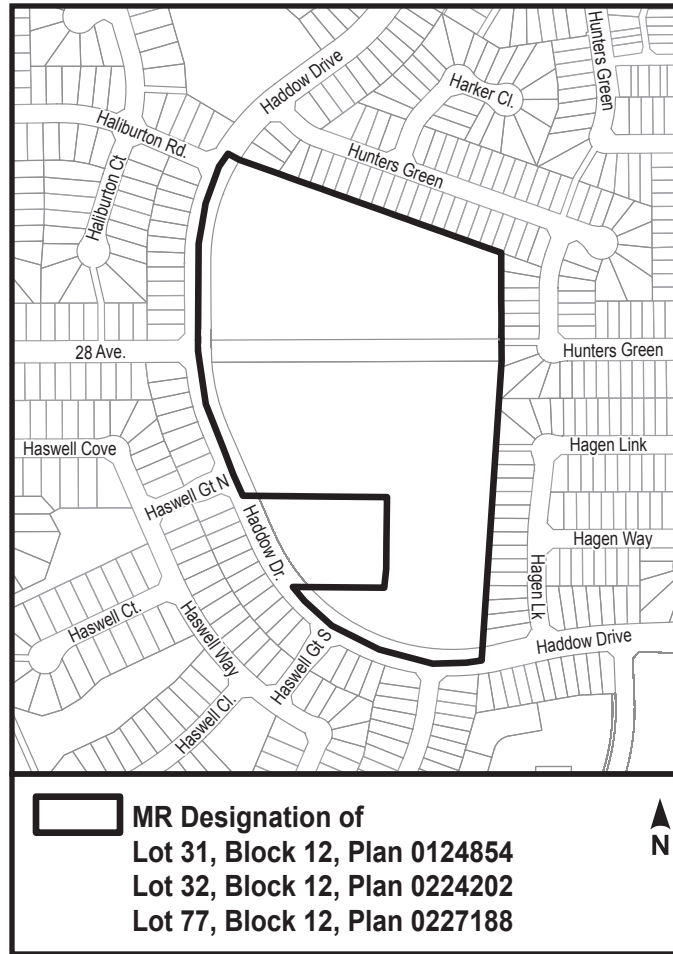 Haddow Drive
Hunters Green
Harker Cl.
Haliburton Rd.
Hunters Green
Haliburton Ct
28 Ave.
Hunters Green
Haswell Cove
Hagen Link
Haswell Gt N
Haddow Dr.
Hagen Way
Hagen Lk
Haswell Ct.
Haswell Way
Haswell Gt S
Haddow Drive
Haswell Cl.
MR Designation of
Lot 31, Block 12, Plan 0124854
Lot 32, Block 12, Plan 0224202
Lot 77, Block 12, Plan 0227188
N